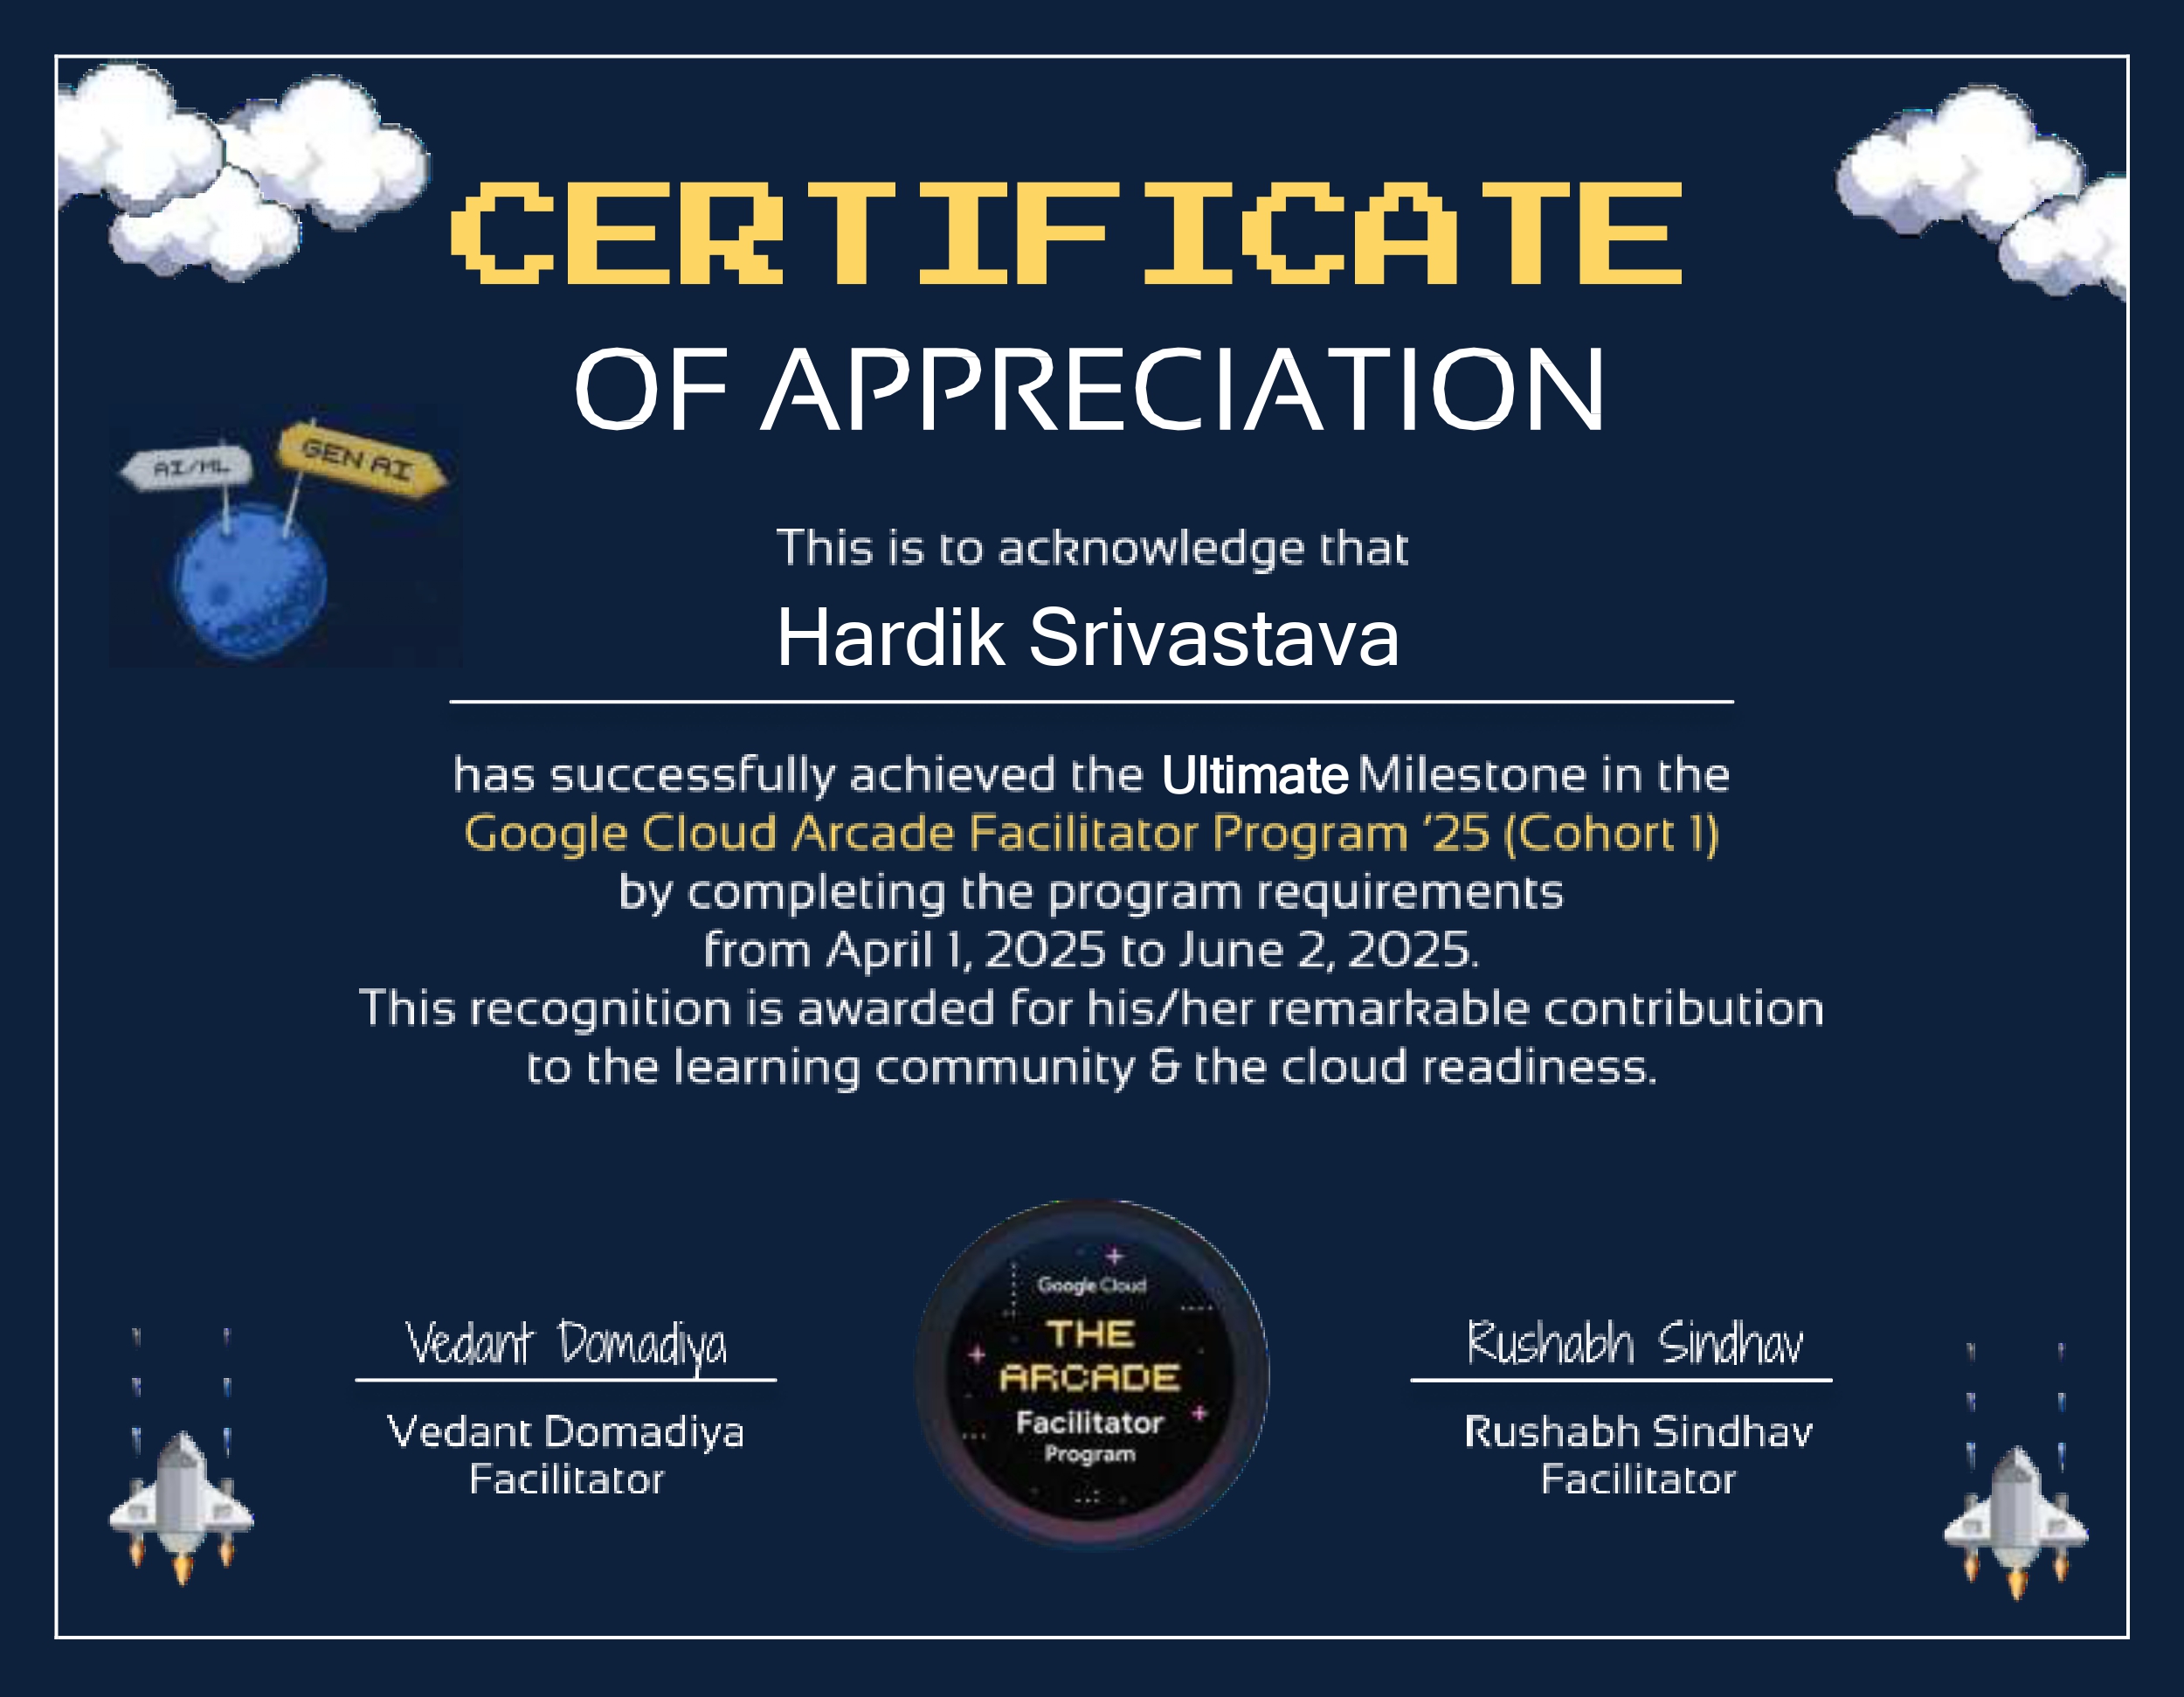 CERTIFICATE
OF APPRECIATION
AI/ML
GEN AI
This is to acknowledge that
Hardik Srivastava
has successfully achieved the Ultimate Milestone in the
Google Cloud Arcade Facilitator Program '25 (Cohort 1)
by completing the program requirements
from April 1, 2025 to June 2, 2025.
This recognition is awarded for his/her remarkable contribution
to the learning community & the cloud readiness.
Google Cloud
THE
ARCADE
Facilitator
Program
Vedant Domadiya
Vedant Domadiya
Facilitator
Rushabh Sindhav
Rushabh Sindhav
Facilitator